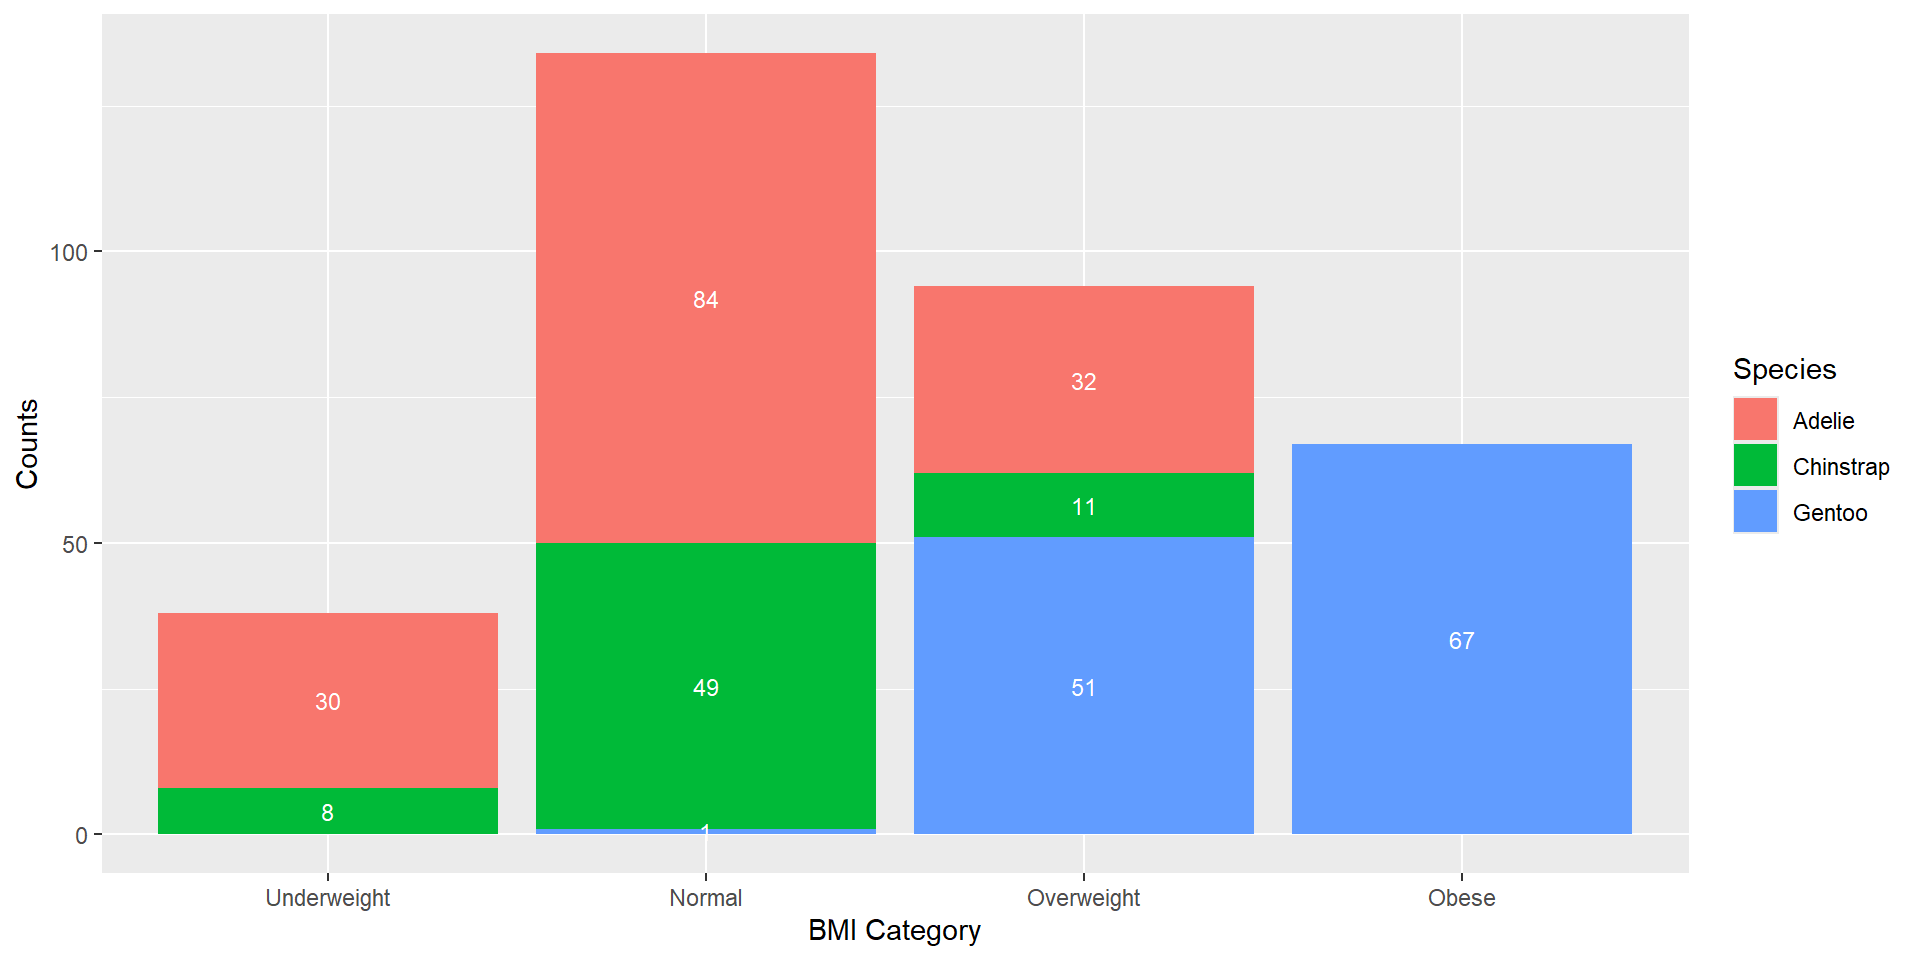 Counts
100
50
0
84
32
11
67
51
49
30
8
1
Underweight Normal Overweight Obese
BMI Category
Species
Adelie
Chinstrap
Gentoo